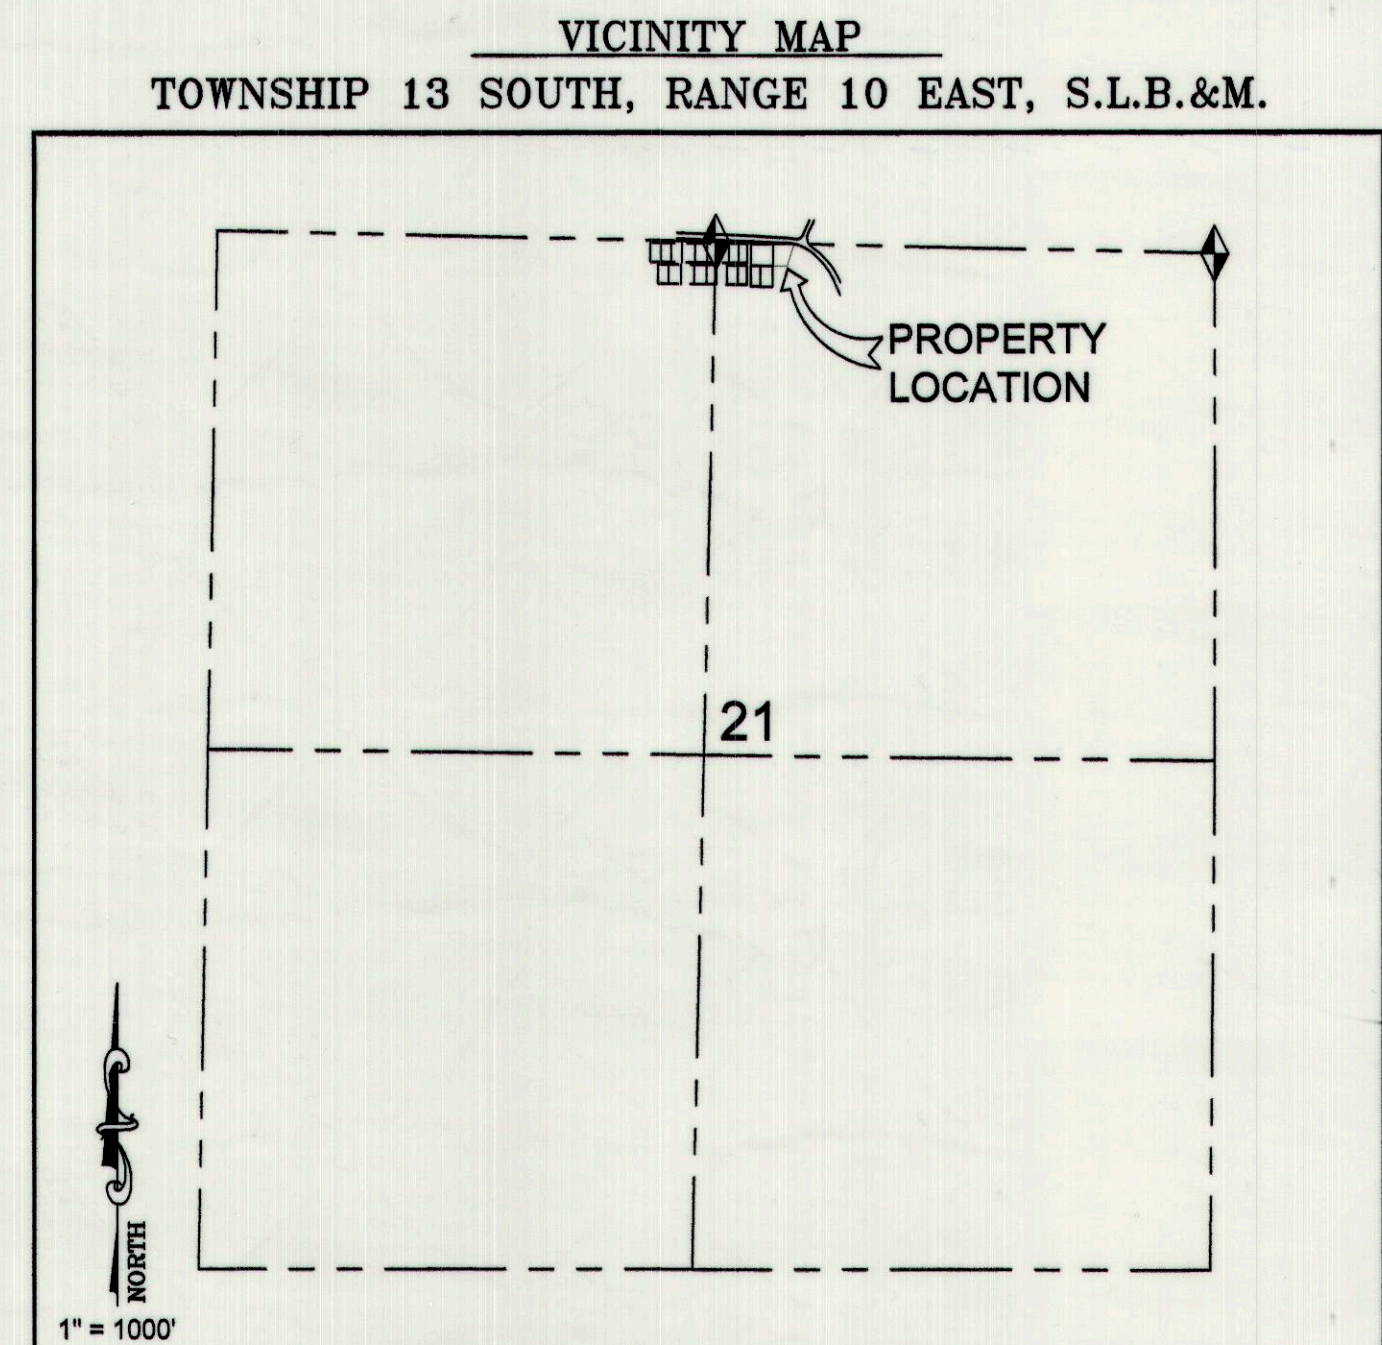 VICINITY MAP
TOWNSHIP 13 SOUTH, RANGE 10 EAST, S.L.B.&M.
PROPERTY
LOCATION
21
NORTH
1" = 1000'